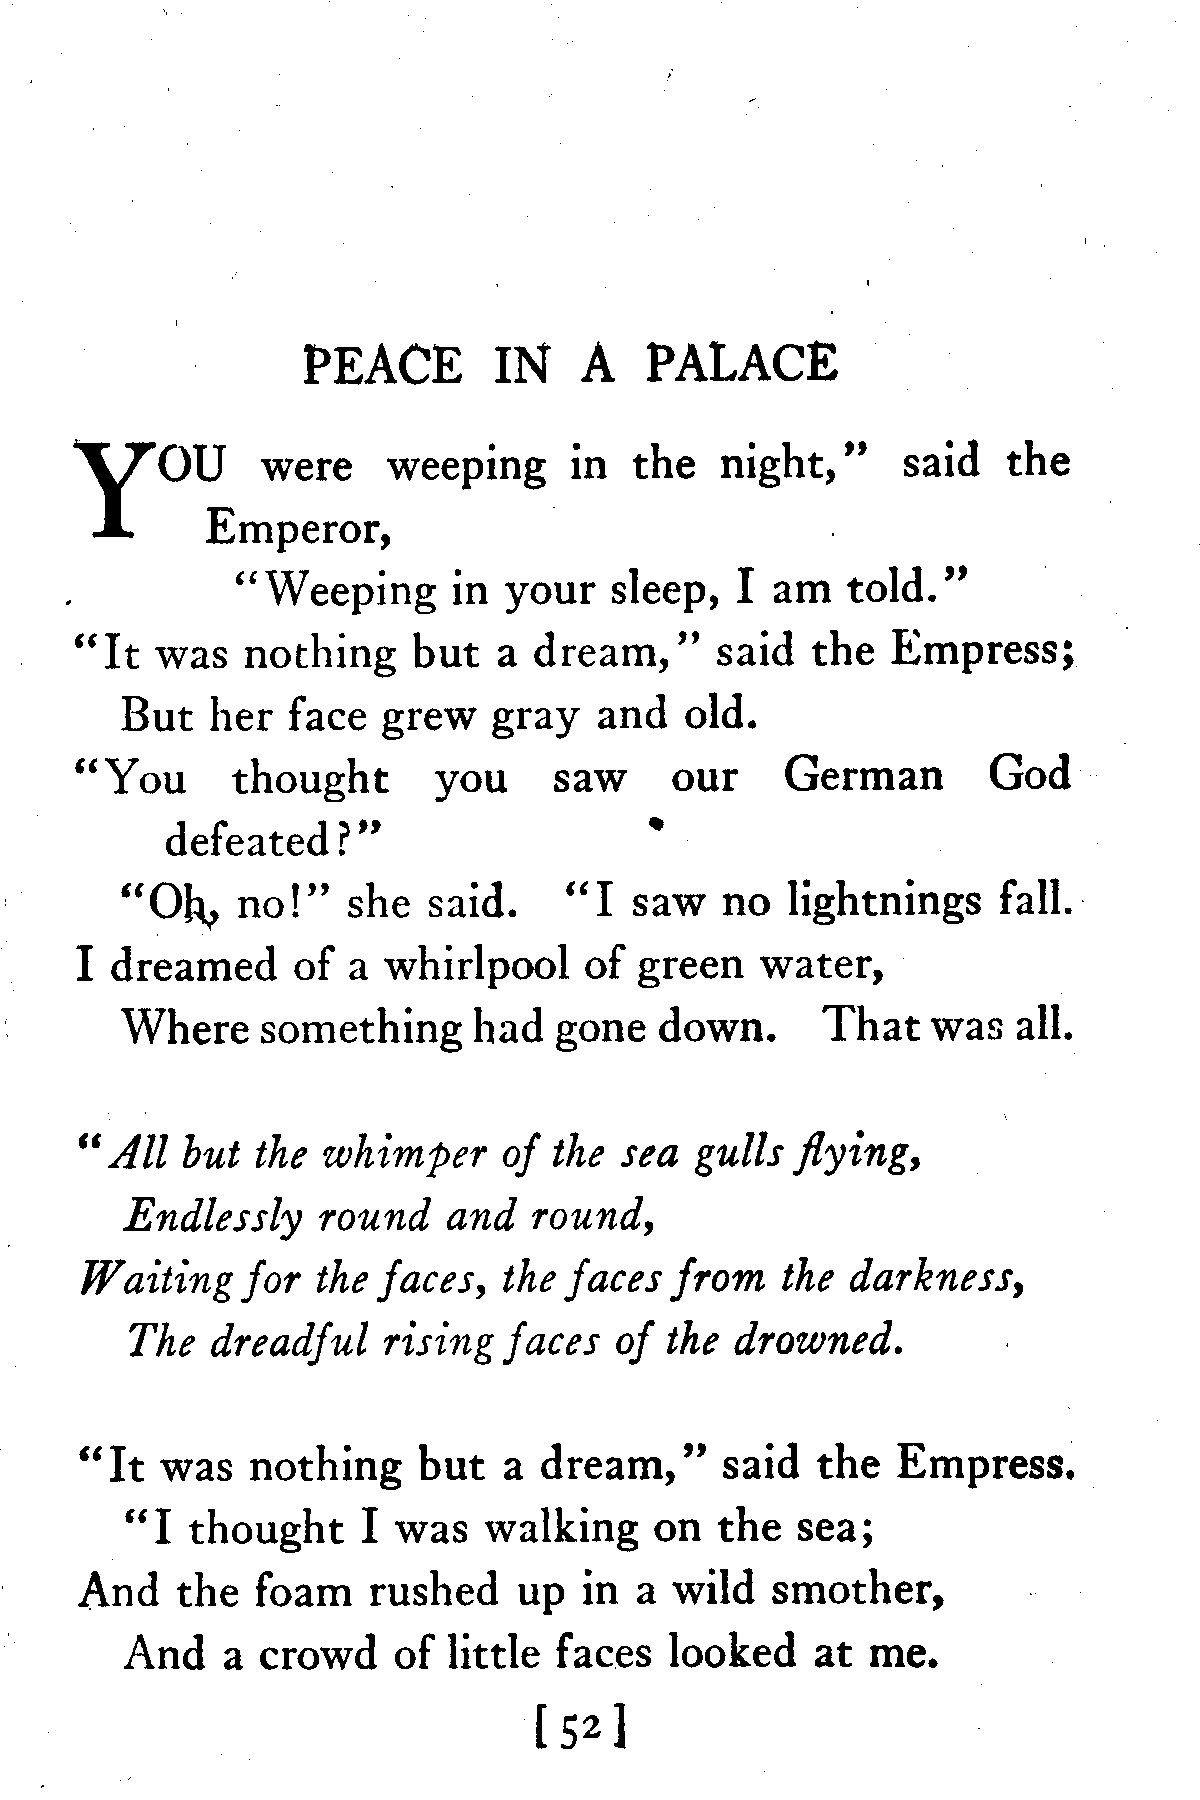 PEACE IN A PALACE
YOU were weeping in the night,” said the
Emperor,
“Weeping in your sleep, I am told.”
“It was nothing but a dream,” said the Empress;
But her face grew gray and old.
“You thought you saw our German God
defeated?”
“Oh, no!” she said. “I saw no lightnings fall.
I dreamed of a whirlpool of green water,
Where something had gone down. That was all.
“All but the whimper of the sea gulls flying,
Endlessly round and round,
Waiting for the faces, the faces from the darkness,
The dreadful rising faces of the drowned.
“It was nothing but a dream,” said the Empress.
“I thought I was walking on the sea;
And the foam rushed up in a wild smother,
And a crowd of little faces looked at me.
[52]